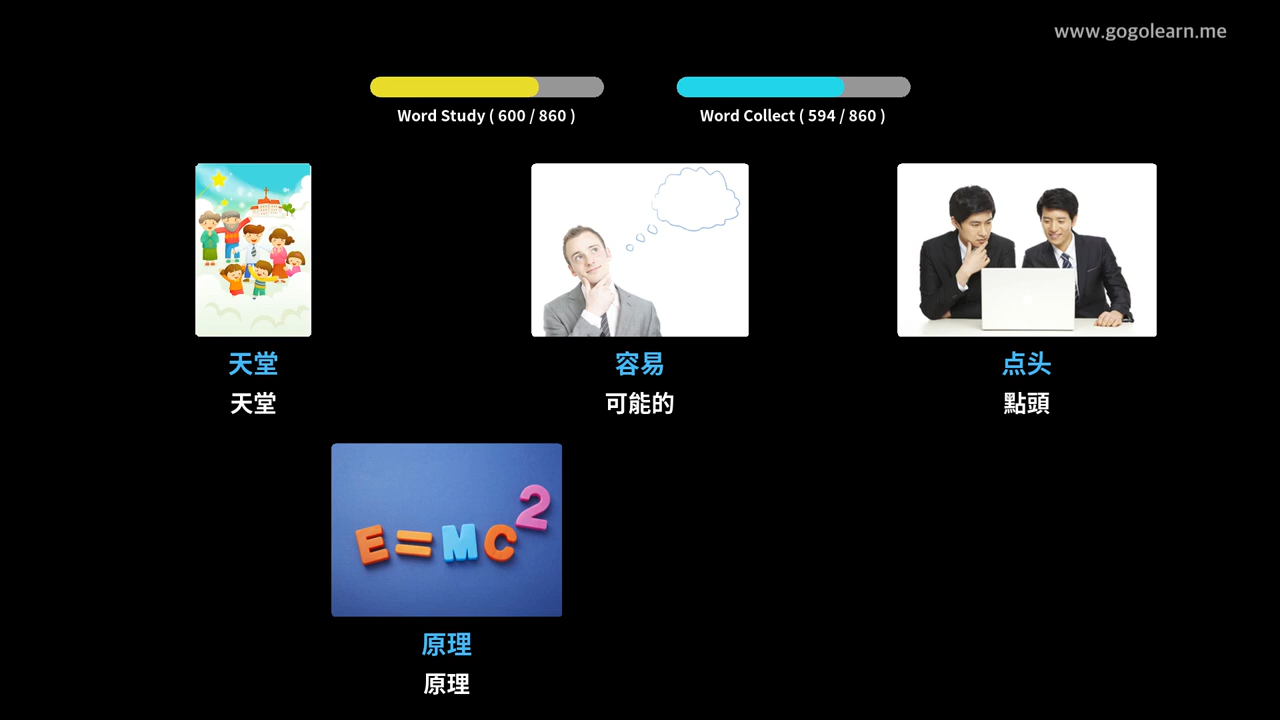 www.gogolearn.me
Word Study ( 600 / 860 )
Word Collect ( 594 / 860 )
天堂
天堂
容易
可能的
点头
點頭
E=MC2
原理
原理